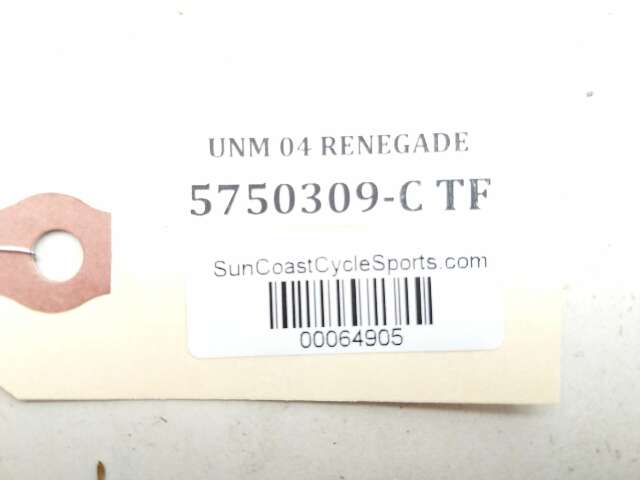 UNM 04 RENEGADE
5750309-C TF
SunCoastCycleSports.com
00064905